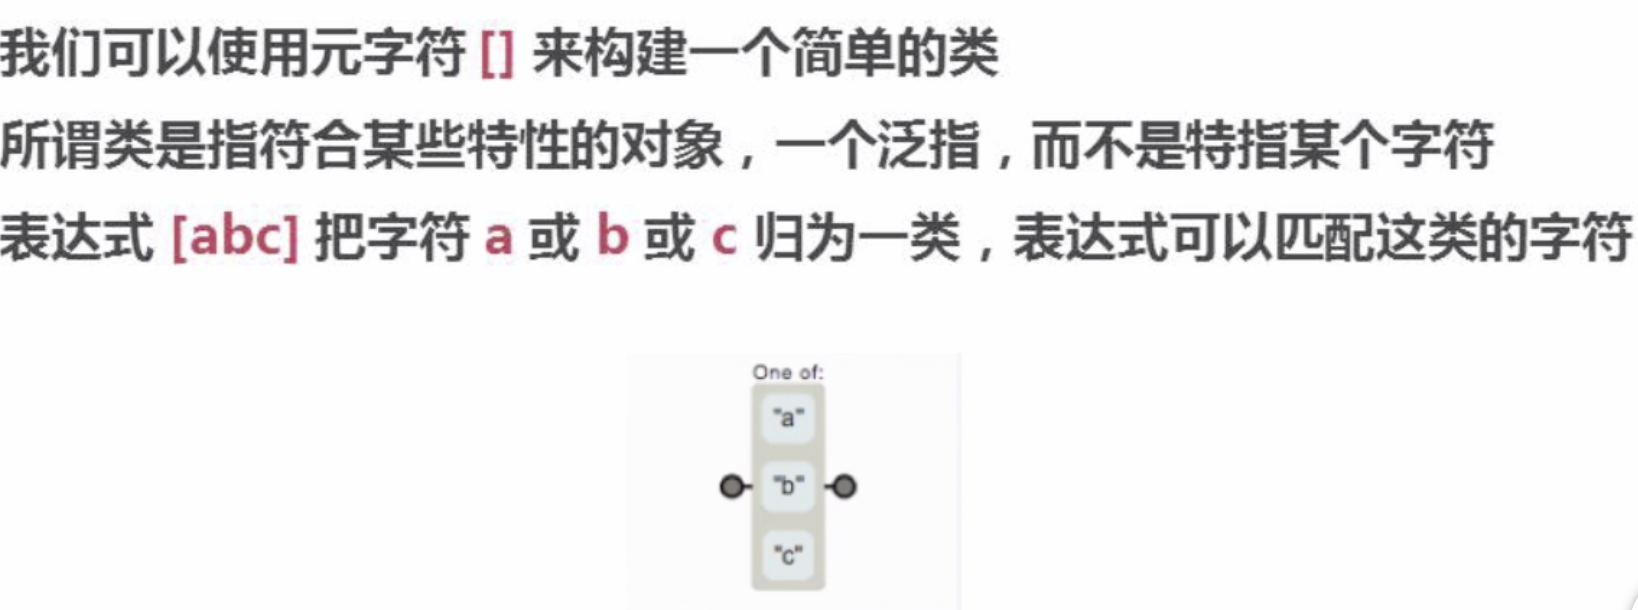 我们可以使用元字符 [] 来构建一个简单的类
所谓类是指符合某些特性的对象，一个泛指，而不是特指某个字符
表达式 [abc] 把字符 a 或 b 或 c 归为一类，表达式可以匹配这类的字符
One of:
"a"
"b"
"c"